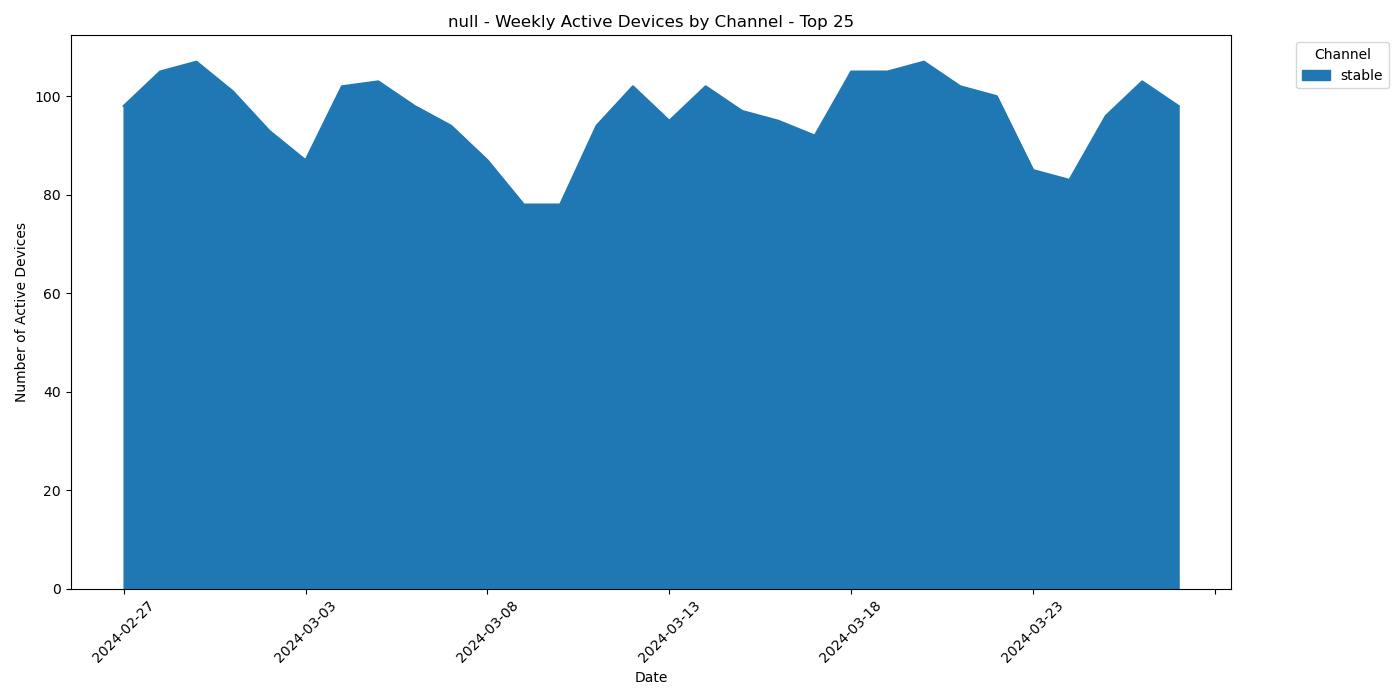 null - Weekly Active Devices by Channel - Top 25
Channel
stable
Number of Active Devices
100
80
60
40
20
0
2024-02-27
2024-03-03
2024-03-08
2024-03-13
2024-03-18
2024-03-23
Date